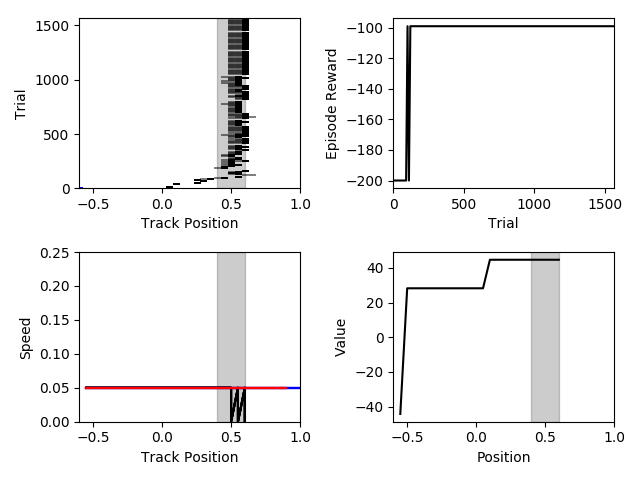 1500
1000
500
0
Trial
−0.5 0.0 0.5 1.0
Track Position
−100
−120
−140
−160
−180
−200
Episode Reward
0 500 1000 1500
Trial
0.25
0.20
0.15
0.10
0.05
0.00
Speed
−0.5 0.0 0.5 1.0
Track Position
40
20
0
−20
−40
Value
−0.5 0.0 0.5 1.0
Position